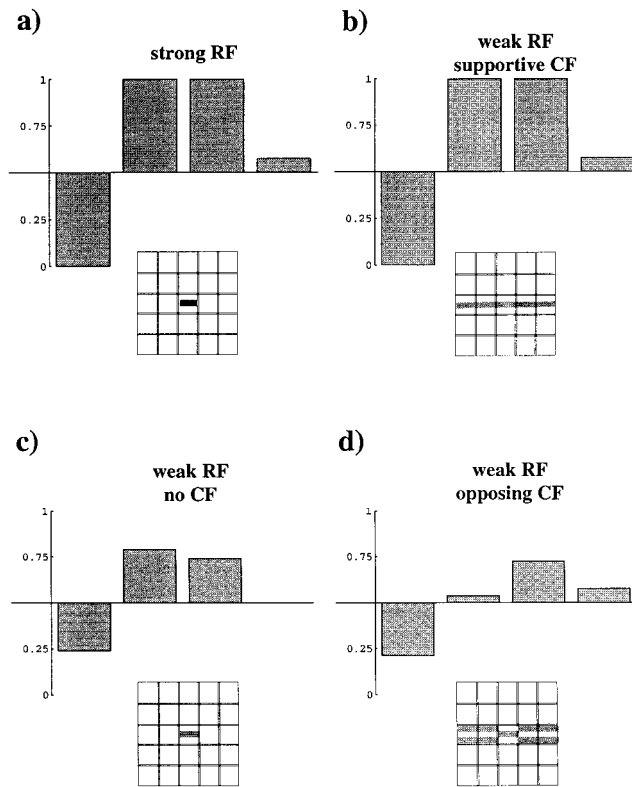 a)
strong RF
1
0.75
0.25
0
b)
weak RF
supportive CF
1
0.75
0.25
0
c)
weak RF
no CF
1
0.75
0.25
0
d)
weak RF
opposing CF
1
0.75
0.25
0